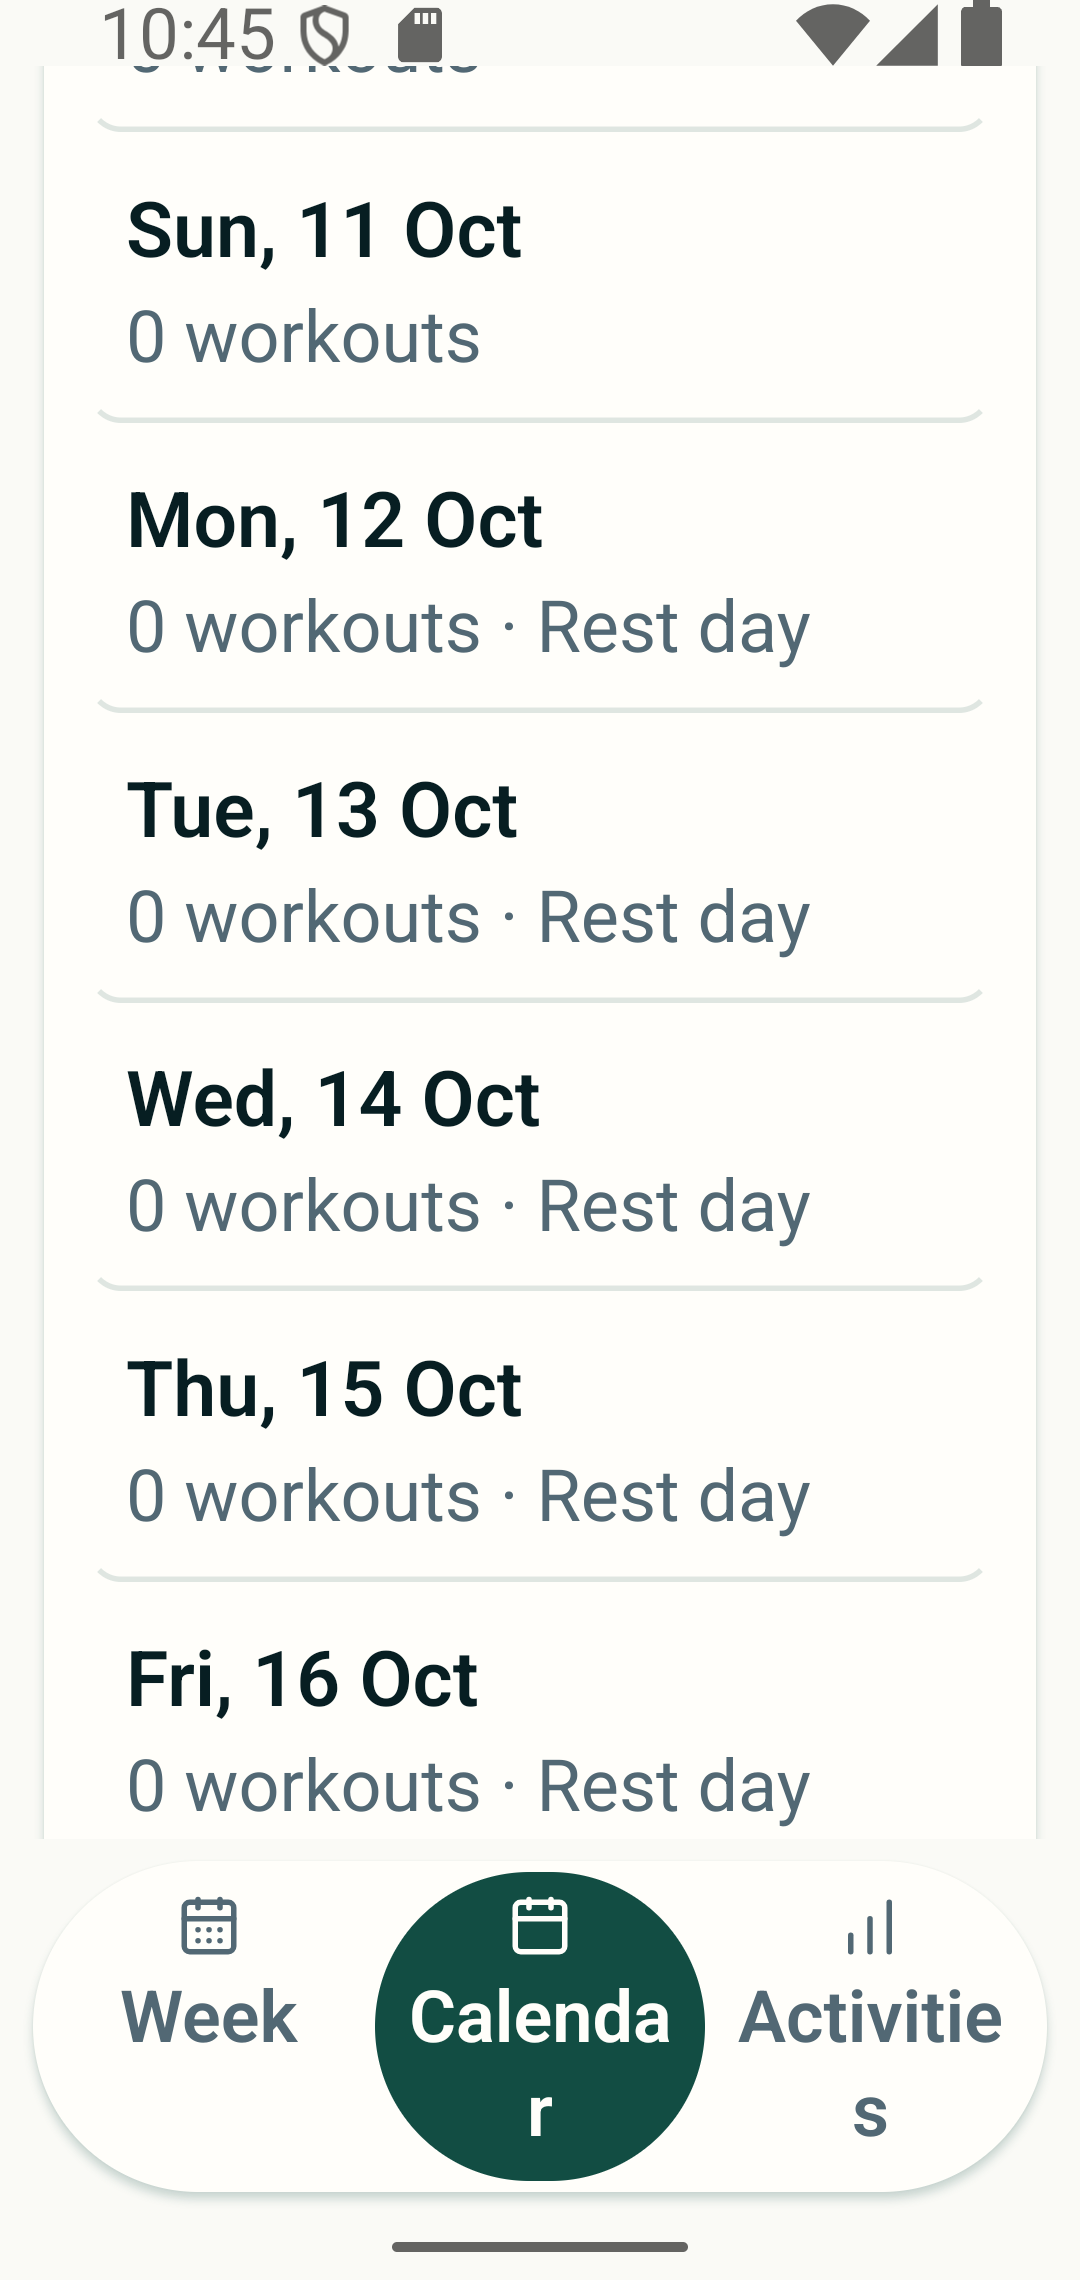 10:45
0 workouts
Sun, 11 Oct
0 workouts
Mon, 12 Oct
0 workouts · Rest day
Tue, 13 Oct
0 workouts · Rest day
Wed, 14 Oct
0 workouts · Rest day
Thu, 15 Oct
0 workouts · Rest day
Fri, 16 Oct
0 workouts · Rest day
Week
Calenda
r
Activitie
s